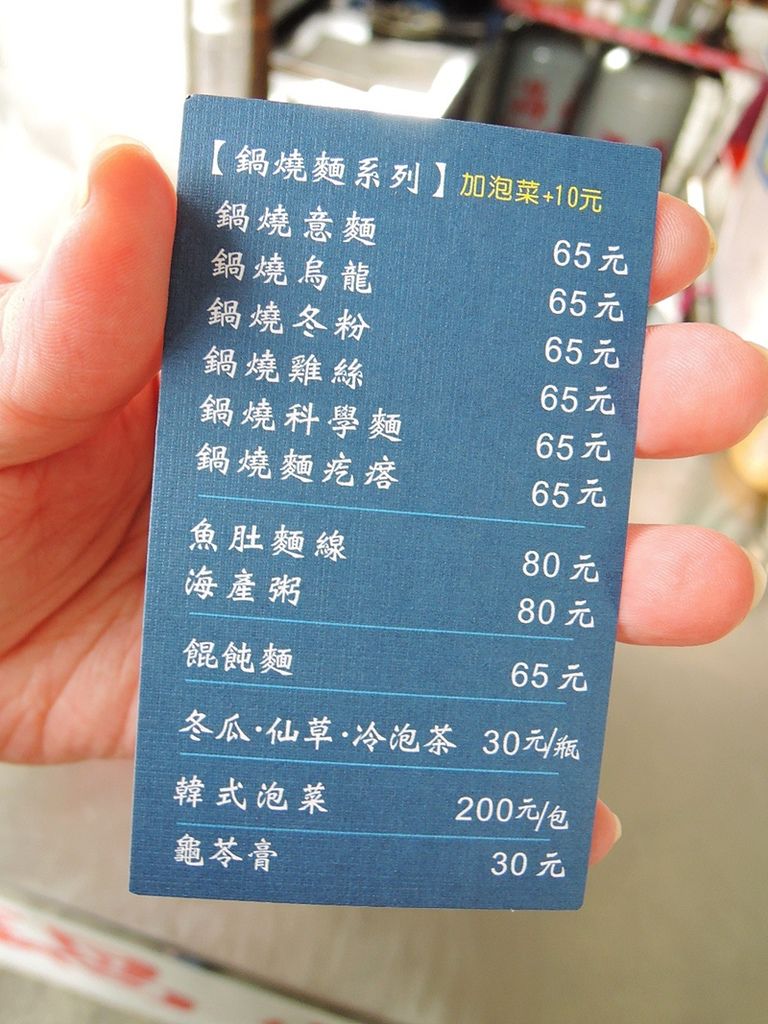 【鍋燒麵系列】加泡菜+10元
鍋燒意麵 65元
鍋燒烏龍 65元
鍋燒冬粉 65元
鍋燒雞絲 65元
鍋燒科學麵 65元
鍋燒麵疙瘩 65元
魚肚麵線 80元
海產粥 80元
餛飩麵 65元
冬瓜·仙草·冷泡茶 30元/瓶
韓式泡菜 200元/包
龜苓膏 30元